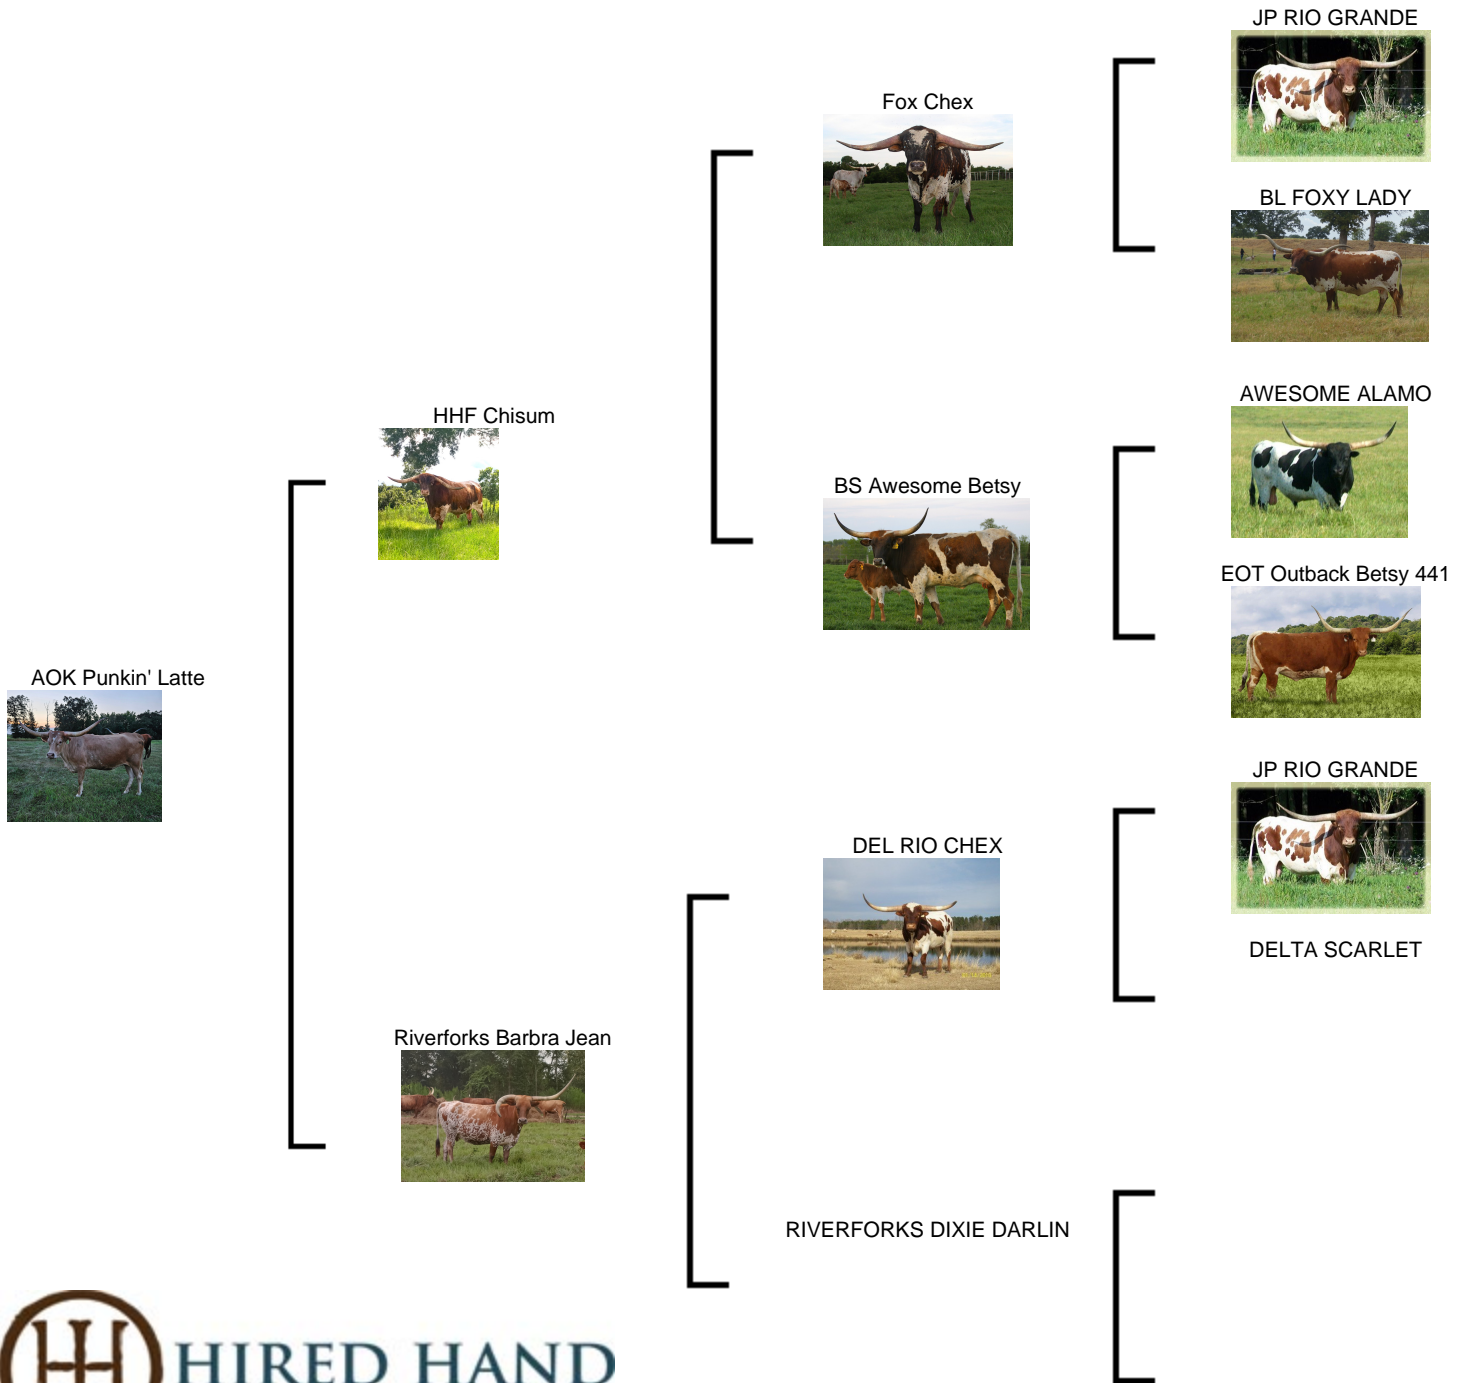 JP RIO GRANDE
Fox Chex
BL FOXY LADY
AWESOME ALAMO
HHF Chisum
BS Awesome Betsy
EOT Outback Betsy 441
AOK Punkin' Latte
JP RIO GRANDE
DEL RIO CHEX
DELTA SCARLET
Riverforks Barbra Jean
RIVERFORKS DIXIE DARLIN
HIRED HAND